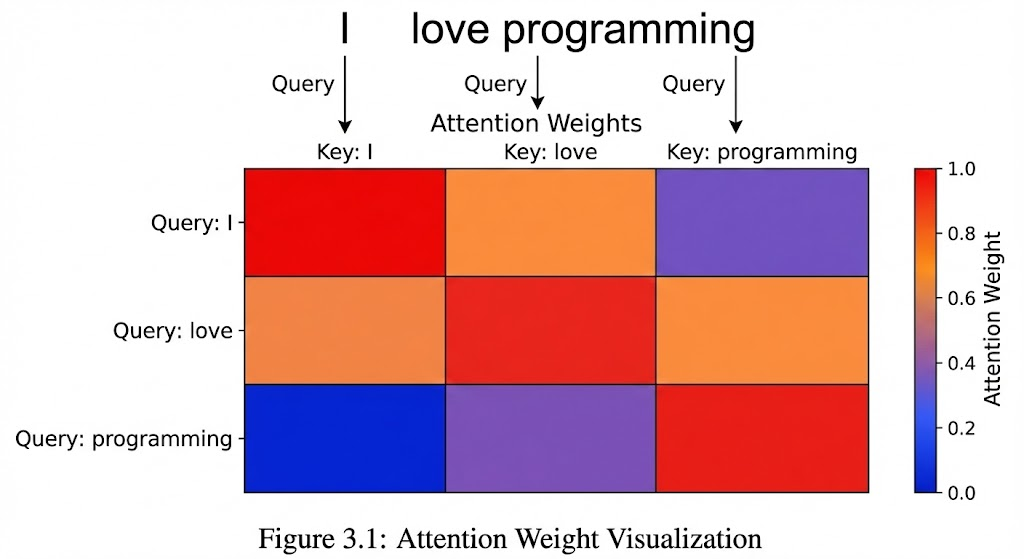 I love programming
Query Query Query
Attention Weights
Key: I Key: love Key: programming
Query: I
Query: love
Query: programming
1.0
0.8
0.6
0.4
0.2
0.0
Attention Weight
Figure 3.1: Attention Weight Visualization